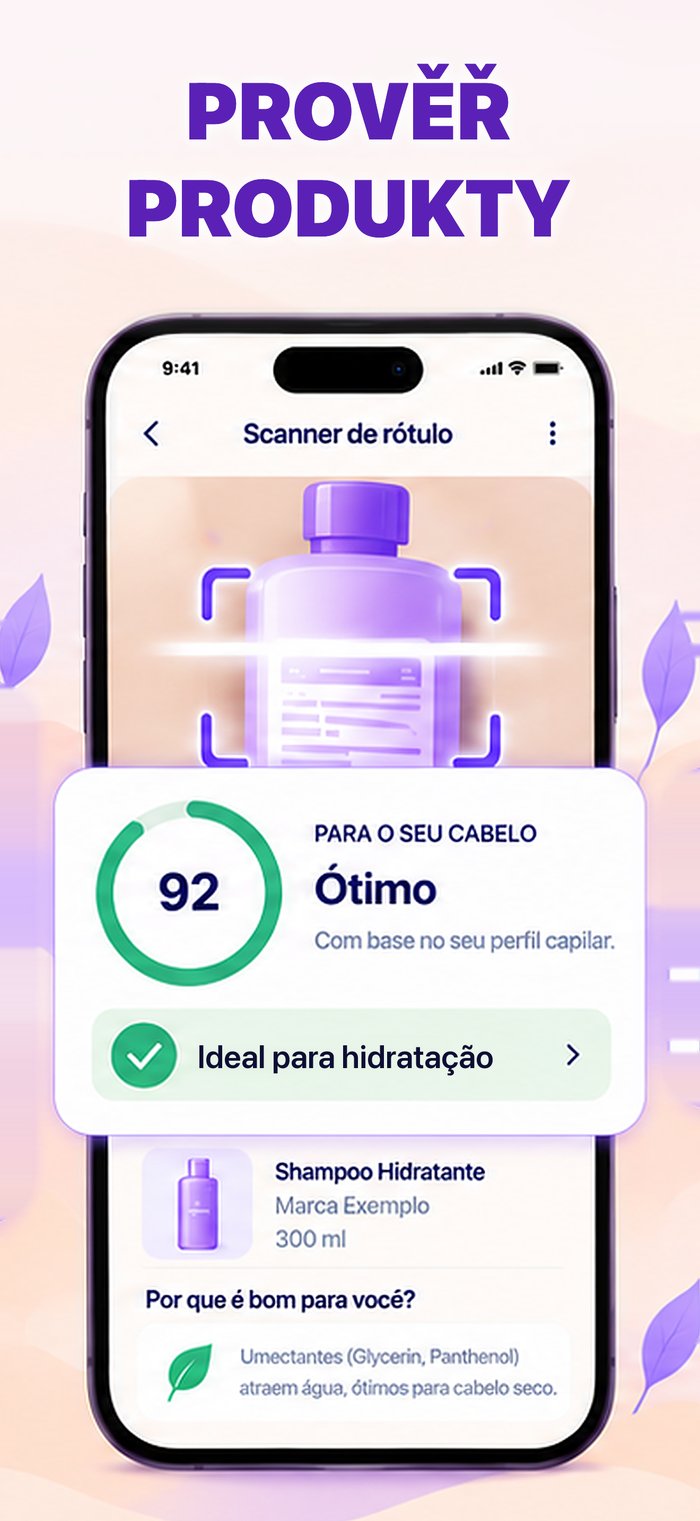 PROVĚŘ
PRODUKTY
9:41
Scanner de rótulo
92
PARA O SEU CABELO
Ótimo
Com base no seu perfil capilar.
Ideal para hidratação
Shampoo Hidratante
Marca Exemplo
300 ml
Por que é bom para você?
Umectantes (Glycerin, Panthenol)
atraem água, ótimos para cabelo seco.